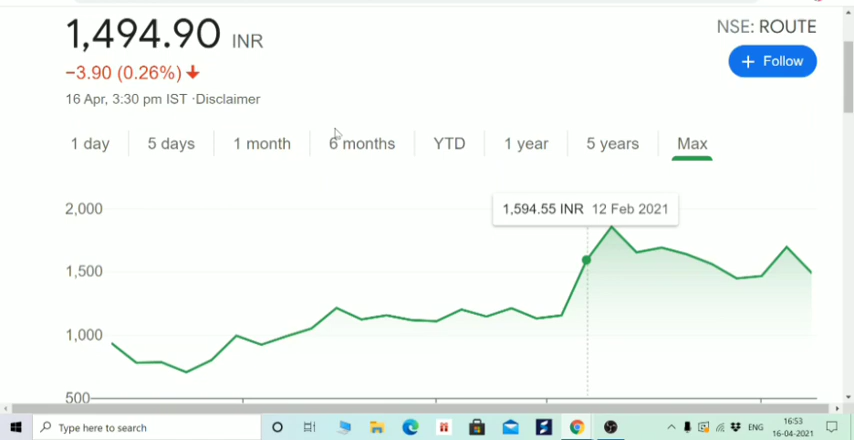 1,494.90 INR
NSE: ROUTE
−3.90 (0.26%)
+ Follow
16 Apr, 3:30 pm IST ·Disclaimer
1 day 5 days 1 month 6 months YTD 1 year 5 years Max
1,594.55 INR 12 Feb 2021
2,000
1,500
1,000
500
Type here to search
ENG
16:53
16-04-2021